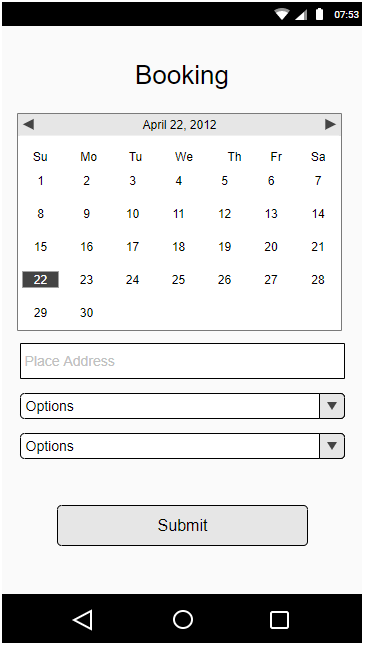 07:53
Booking
April 22, 2012
Su Mo Tu We Th Fr Sa
1 2 3 4 5 6 7
8 9 10 11 12 13 14
15 16 17 18 19 20 21
22 23 24 25 26 27 28
29 30
Place Address
Options
Options
Submit